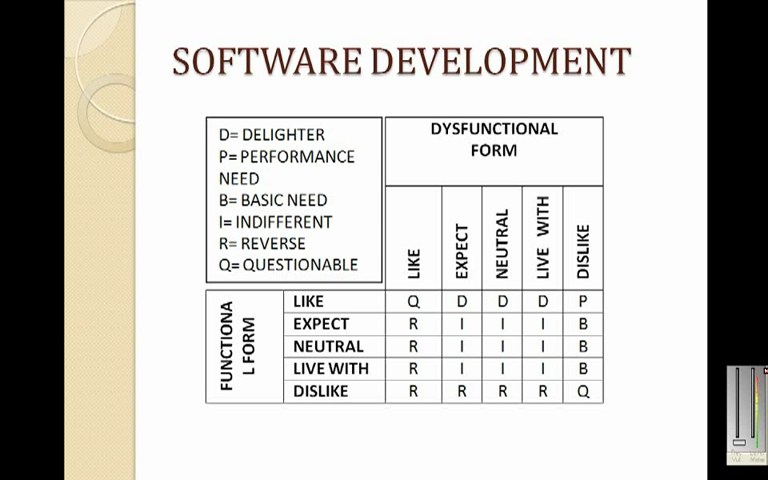 SOFTWARE DEVELOPMENT
D= DELIGHTER
P= PERFORMANCE
NEED
B= BASIC NEED
I= INDIFFERENT
R= REVERSE
Q= QUESTIONABLE
DYSFUNCTIONAL
FORM
LIKE EXPECT NEUTRAL LIVE WITH DISLIKE
FUNCTIONA
L FORM
LIKE Q D D D P
EXPECT R I I I B
NEUTRAL R I I I B
LIVE WITH R I I I B
DISLIKE R R R R Q